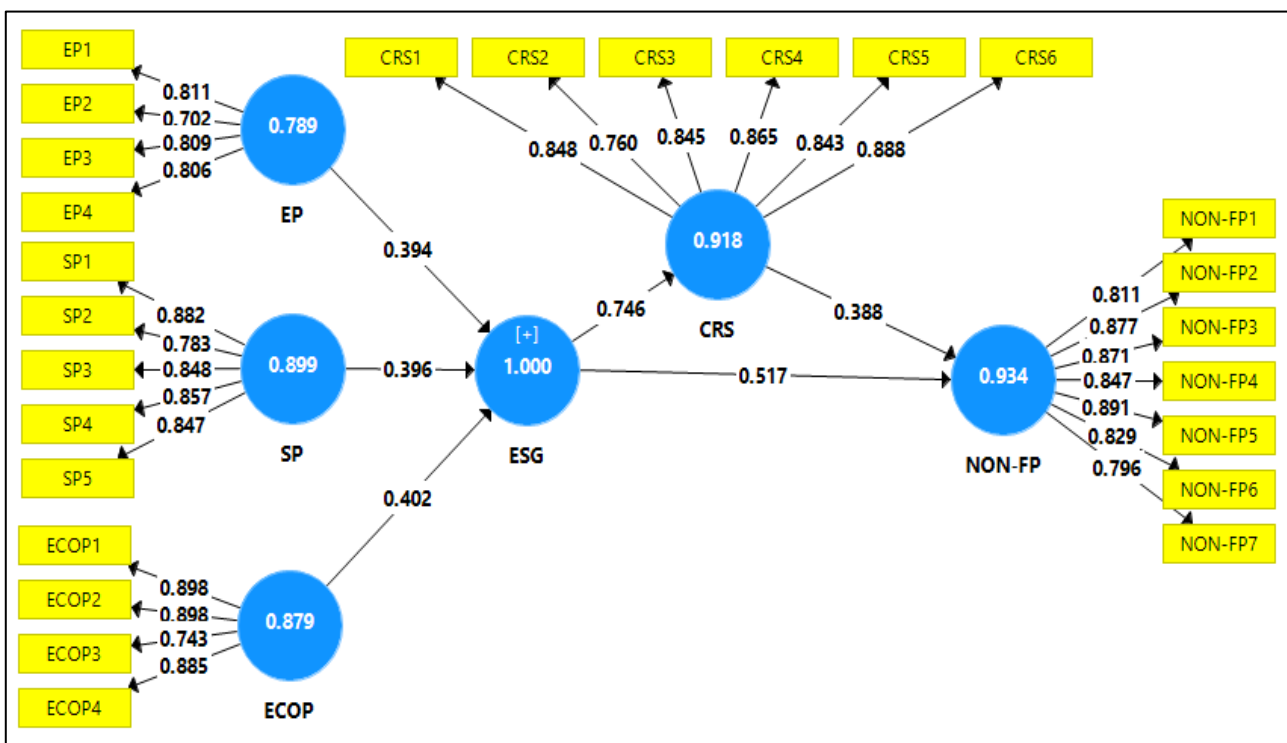 EP1
EP2
EP3
EP4
0.811
0.702
0.809
0.806
0.789
EP
SP1
SP2
SP3
SP4
SP5
0.882
0.783
0.848
0.857
0.847
0.899
SP
ECOP1
ECOP2
ECOP3
ECOP4
0.898
0.898
0.743
0.885
0.879
ECOP
0.394
0.396
0.402
[+]
1.000
ESG
CRS1
CRS2
CRS3
CRS4
CRS5
CRS6
0.848
0.760
0.845
0.865
0.843
0.888
0.918
CRS
0.746
0.388
0.517
0.934
NON-FP
0.811
0.877
0.871
0.847
0.891
0.829
0.796
NON-FP1
NON-FP2
NON-FP3
NON-FP4
NON-FP5
NON-FP6
NON-FP7